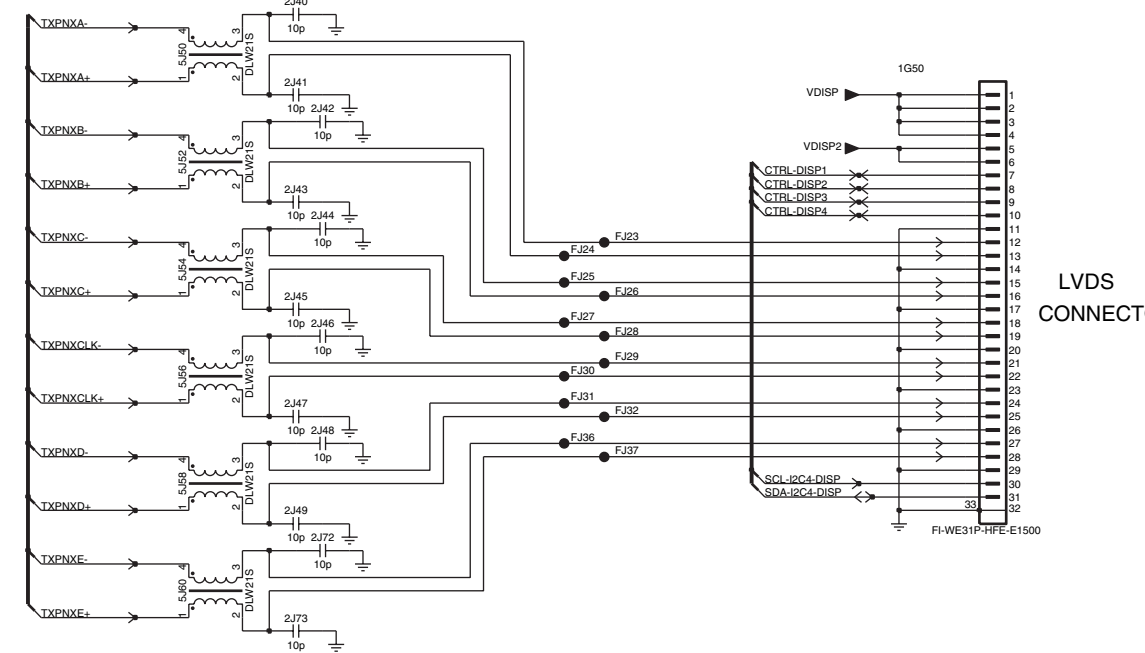 2J40
10p
TXPNXA-
4
3
5J50
DLW21S
TXPNXA+
1
2
2J41
10p
2J42
10p
TXPNXB-
4
3
5J52
DLW21S
TXPNXB+
1
2
2J43
10p
2J44
10p
TXPNXC-
4
3
5J54
DLW21S
TXPNXC+
1
2
2J45
10p
2J46
10p
TXPNXCLK-
4
3
5J56
DLW21S
TXPNXCLK+
1
2
2J47
10p
2J48
10p
TXPNXD-
4
3
5J58
DLW21S
TXPNXD+
1
2
2J49
10p
2J72
10p
TXPNXE-
4
3
5J60
DLW21S
TXPNXE+
1
2
2J73
10p
FJ23
FJ24
FJ25
FJ26
FJ27
FJ28
FJ29
FJ30
FJ31
FJ32
FJ36
FJ37
1G50
VDISP
VDISP2
CTRL-DISP1
CTRL-DISP2
CTRL-DISP3
CTRL-DISP4
SCL-I2C4-DISP
SDA-I2C4-DISP
1
2
3
4
5
6
7
8
9
10
11
12
13
14
15
16
17
18
19
20
21
22
23
24
25
26
27
28
29
30
31
32
33
FI-WE31P-HFE-E1500
LVDS
CONNECT